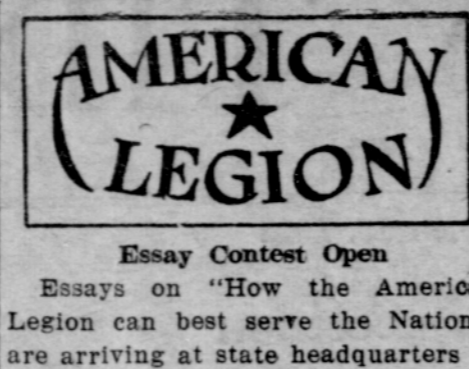 AMERICAN
LEGION
Essay Contest Open
Essays on "How the Americ
Legion can best serve the Nation
are arriving at state headquarters